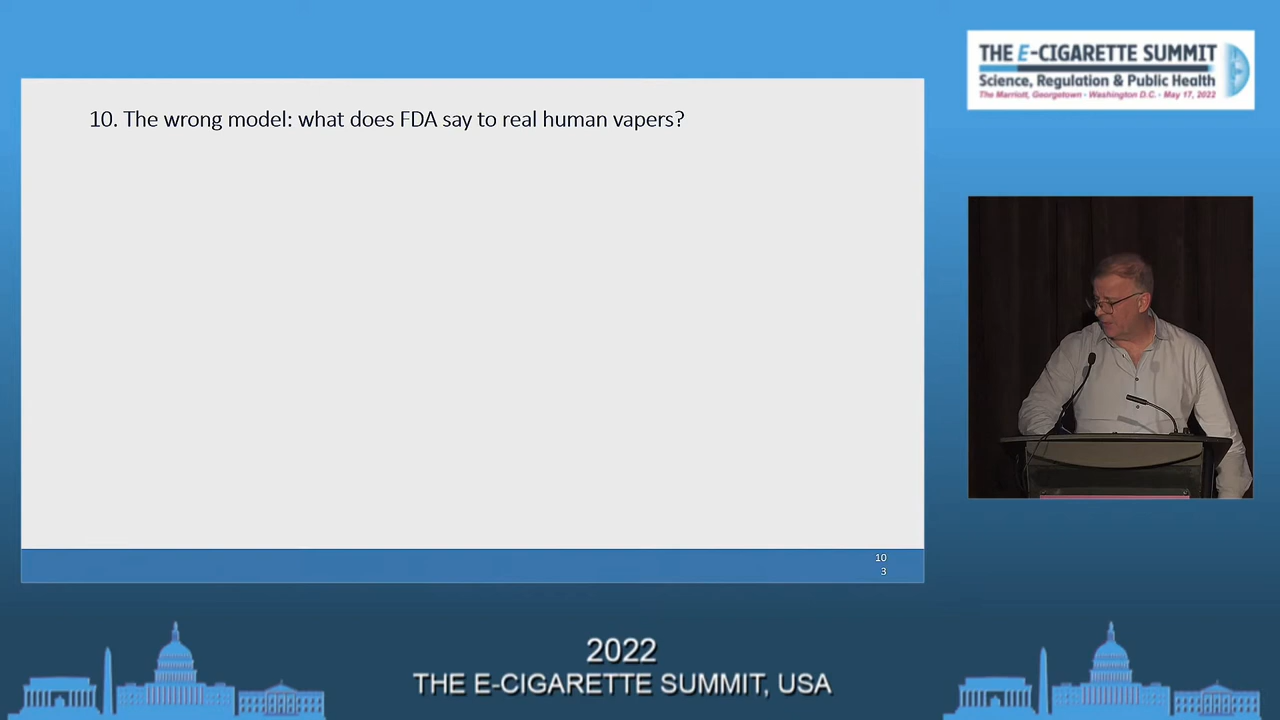 THE E-CIGARETTE SUMMIT
Science, Regulation & Public Health
The Marriott, Georgetown - Washington D.C. - May 17, 2022
10. The wrong model: what does FDA say to real human vapers?
10
3
2022
THE E-CIGARETTE SUMMIT, USA